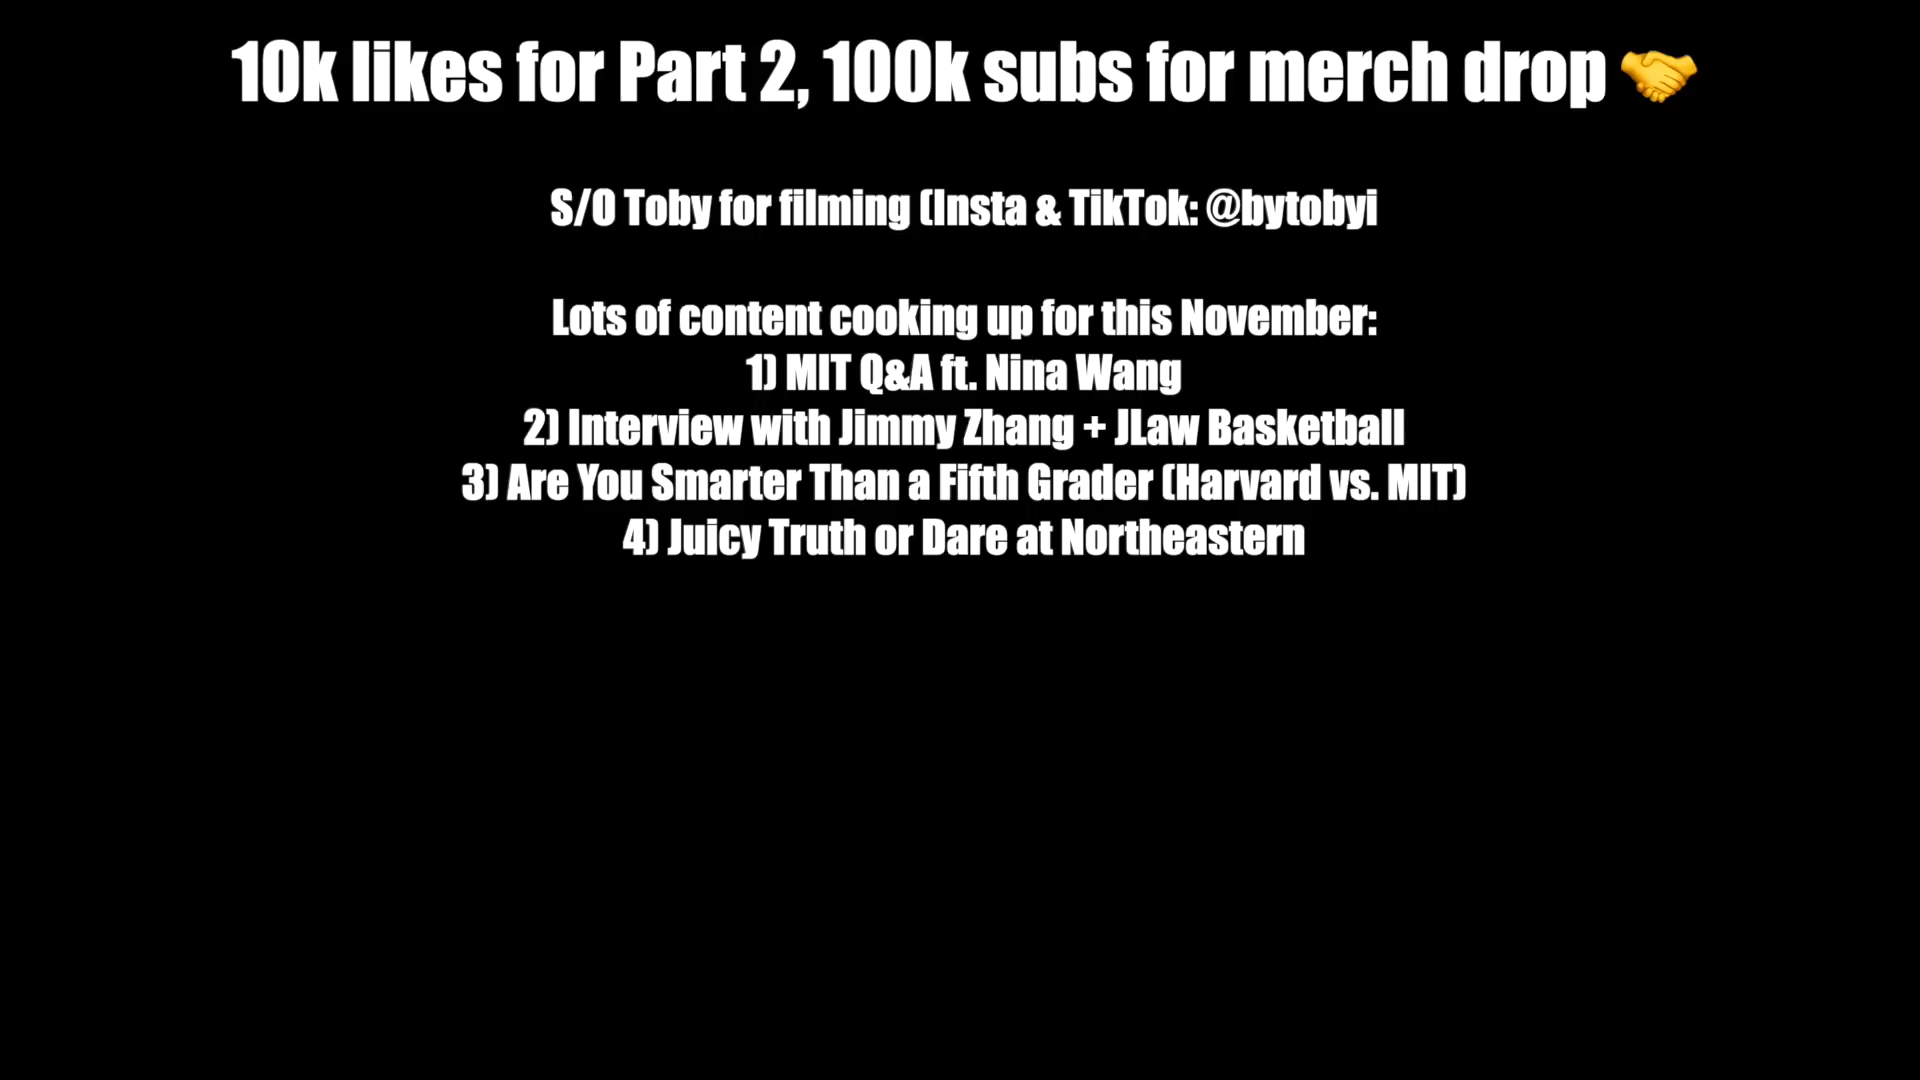 10k likes for Part 2, 100k subs for merch drop 🤝
S/O Toby for filming (Insta & TikTok: @bytobyi
Lots of content cooking up for this November:
1) MIT Q&A ft. Nina Wang
2) Interview with Jimmy Zhang + JLaw Basketball
3) Are You Smarter Than a Fifth Grader (Harvard vs. MIT)
4) Juicy Truth or Dare at Northeastern